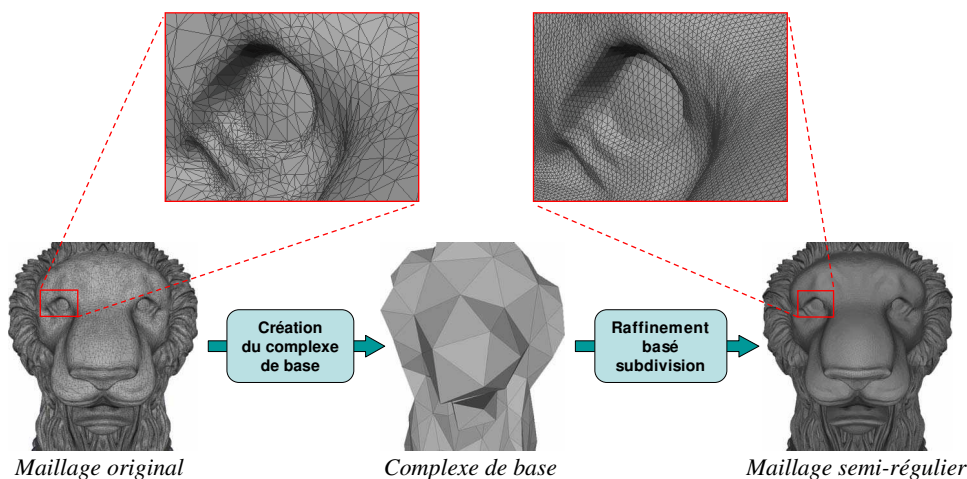 Création
du complexe
de base
Raffinement
basé
subdivision
Maillage original
Complexe de base
Maillage semi-régulier